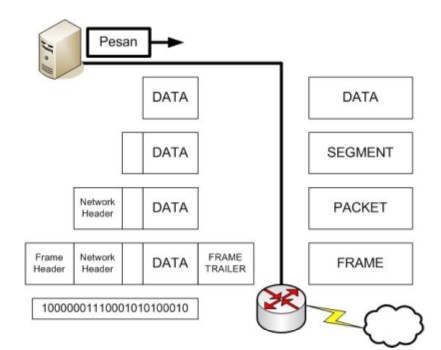 Pesan
DATA
DATA
DATA
SEGMENT
Network
Header
DATA
PACKET
Frame
Header
Network
Header
DATA
FRAME
TRAILER
FRAME
1000000111000101010100010